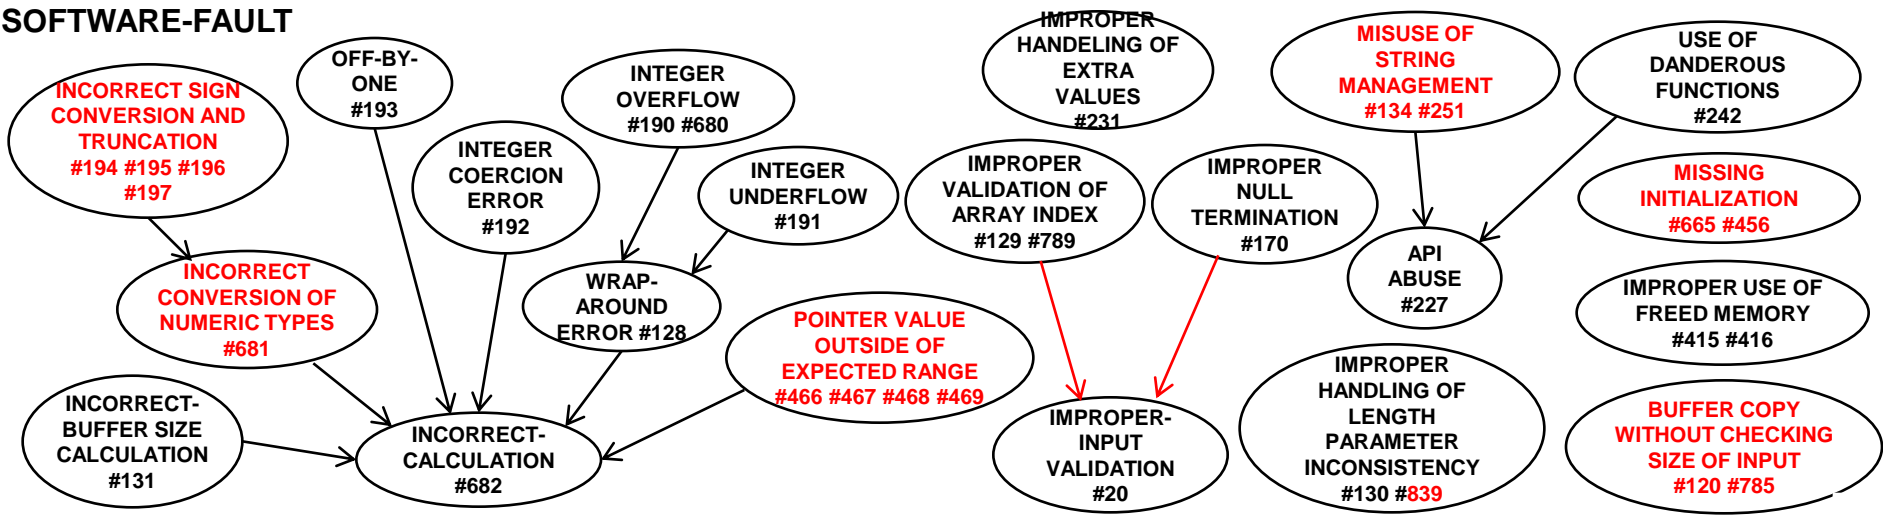 SOFTWARE-FAULT
INCORRECT SIGN
CONVERSION AND
TRUNCATION
#194 #195 #196
#197
OFF-BY-
ONE
#193
INTEGER
OVERFLOW
#190 #680
INTEGER
COERCION
ERROR
#192
INTEGER
UNDERFLOW
#191
INCORRECT
CONVERSION OF
NUMERIC TYPES
#681
WRAP-
AROUND
ERROR #128
POINTER VALUE
OUTSIDE OF
EXPECTED RANGE
#466 #467 #468 #469
INCORRECT-
BUFFER SIZE
CALCULATION
#131
INCORRECT-
CALCULATION
#682
IMPROPER
HANDELING OF
EXTRA
VALUES
#231
IMPROPER
VALIDATION OF
ARRAY INDEX
#129 #789
IMPROPER
NULL
TERMINATION
#170
IMPROPER-
INPUT
VALIDATION
#20
MISUSE OF
STRING
MANAGEMENT
#134 #251
USE OF
DANDEROUS
FUNCTIONS
#242
API
ABUSE
#227
MISSING
INITIALIZATION
#665 #456
IMPROPER USE OF
FREED MEMORY
#415 #416
IMPROPER
HANDLING OF
LENGTH
PARAMETER
INCONSISTENCY
#130 #839
BUFFER COPY
WITHOUT CHECKING
SIZE OF INPUT
#120 #785